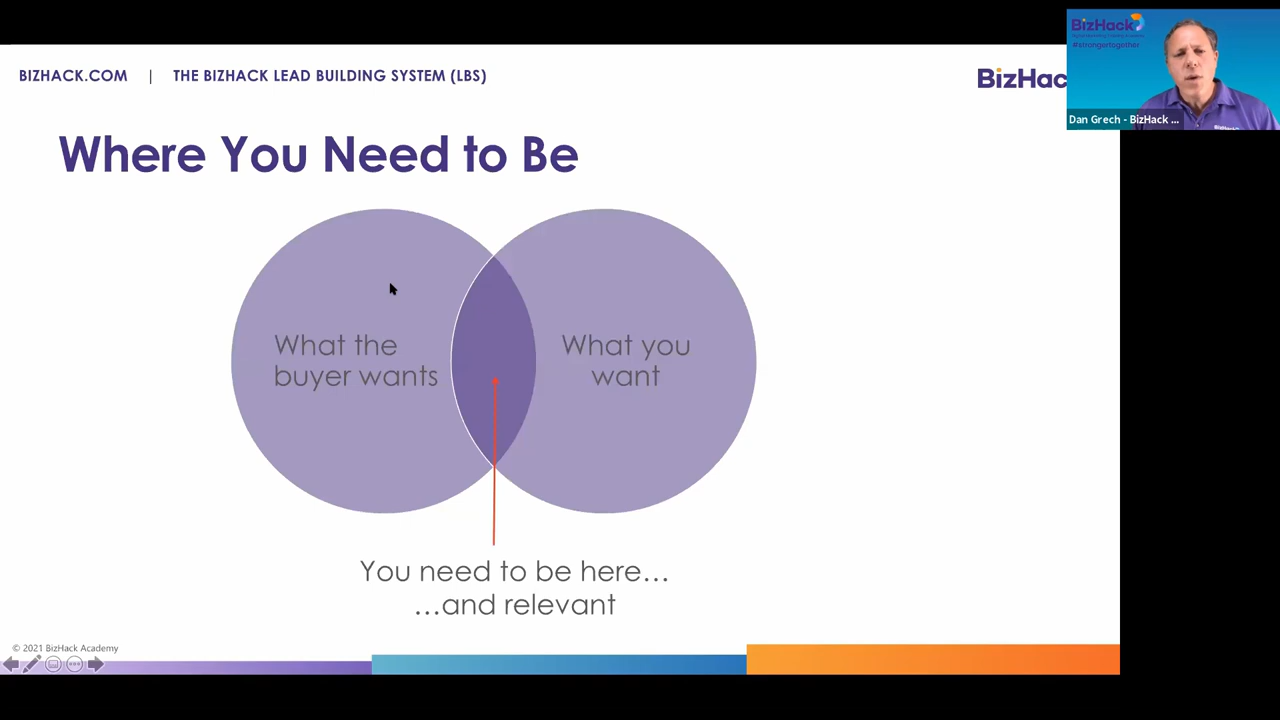 BIZHACK.COM | THE BIZHACK LEAD BUILDING SYSTEM (LBS)
BizHac
BizHack
#strongertogether
Dan Grech - BizHack ...
Where You Need to Be
What the
buyer wants
What you
want
You need to be here...
...and relevant
© 2021 BizHack Academy